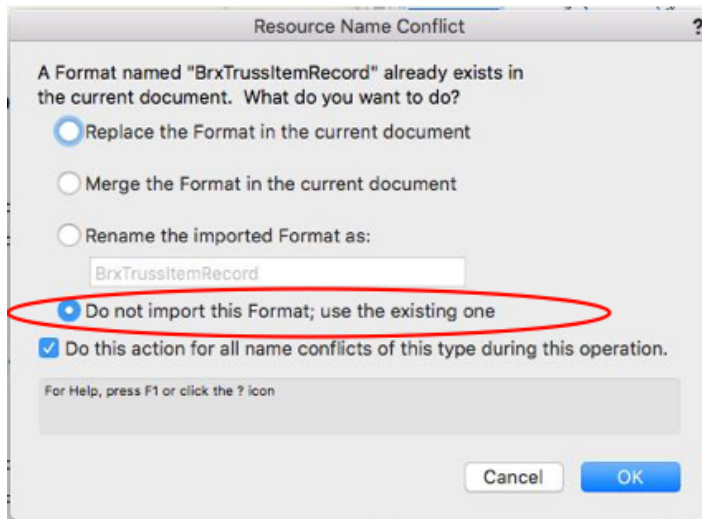 Resource Name Conflict
?
A Format named "BrxTrussItemRecord" already exists in
the current document. What do you want to do?
Replace the Format in the current document
Merge the Format in the current document
Rename the imported Format as:
BrxTrussItemRecord
Do not import this Format; use the existing one
Do this action for all name conflicts of this type during this operation.
For Help, press F1 or click the ? icon
Cancel
OK